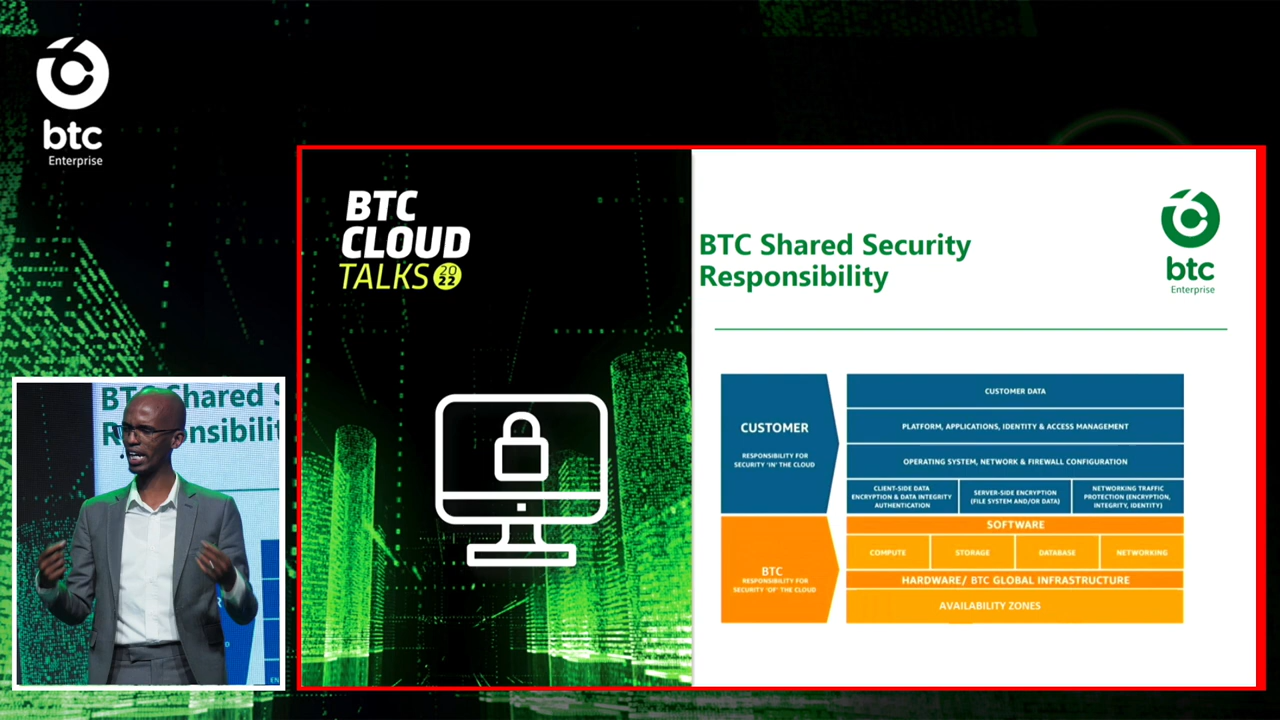 btc
Enterprise
BTC
CLOUD
TALKS 20
22
BTC Shared Security
Responsibility
btc
Enterprise
CUSTOMER
RESPONSIBILITY FOR
SECURITY 'IN' THE CLOUD
CUSTOMER DATA
PLATFORM, APPLICATIONS, IDENTITY & ACCESS MANAGEMENT
OPERATING SYSTEM, NETWORK & FIREWALL CONFIGURATION
CLIENT-SIDE DATA
ENCRYPTION & DATA INTEGRITY
AUTHENTICATION
SERVER-SIDE ENCRYPTION
(FILE SYSTEM AND/OR DATA)
NETWORKING TRAFFIC
PROTECTION (ENCRYPTION,
INTEGRITY, IDENTITY)
BTC
RESPONSIBILITY FOR
SECURITY 'OF' THE CLOUD
SOFTWARE
COMPUTE
STORAGE
DATABASE
NETWORKING
HARDWARE/ BTC GLOBAL INFRASTRUCTURE
AVAILABILITY ZONES